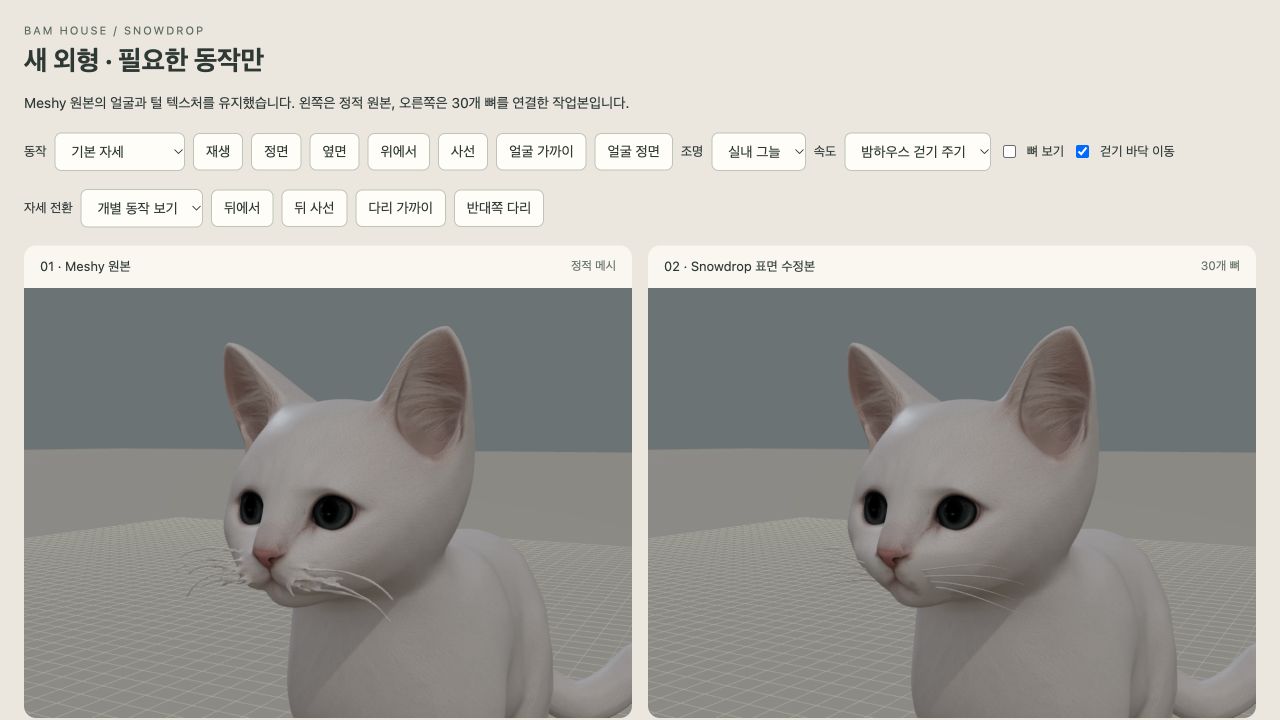 BAM HOUSE / SNOWDROP
새 외형 · 필요한 동작만
Meshy 원본의 얼굴과 털 텍스처를 유지했습니다. 왼쪽은 정적 원본, 오른쪽은 30개 뼈를 연결한 작업본입니다.
동작 기본 자세 재생 정면 옆면 위에서 사선 얼굴 가까이 얼굴 정면 조명 실내 그늘 속도 밤하우스 걷기 주기 뼈 보기 걷기 바닥 이동
자세 전환 개별 동작 보기 뒤에서 뒤 사선 다리 가까이 반대쪽 다리
01 · Meshy 원본 정적 메시
02 · Snowdrop 표면 수정본 30개 뼈